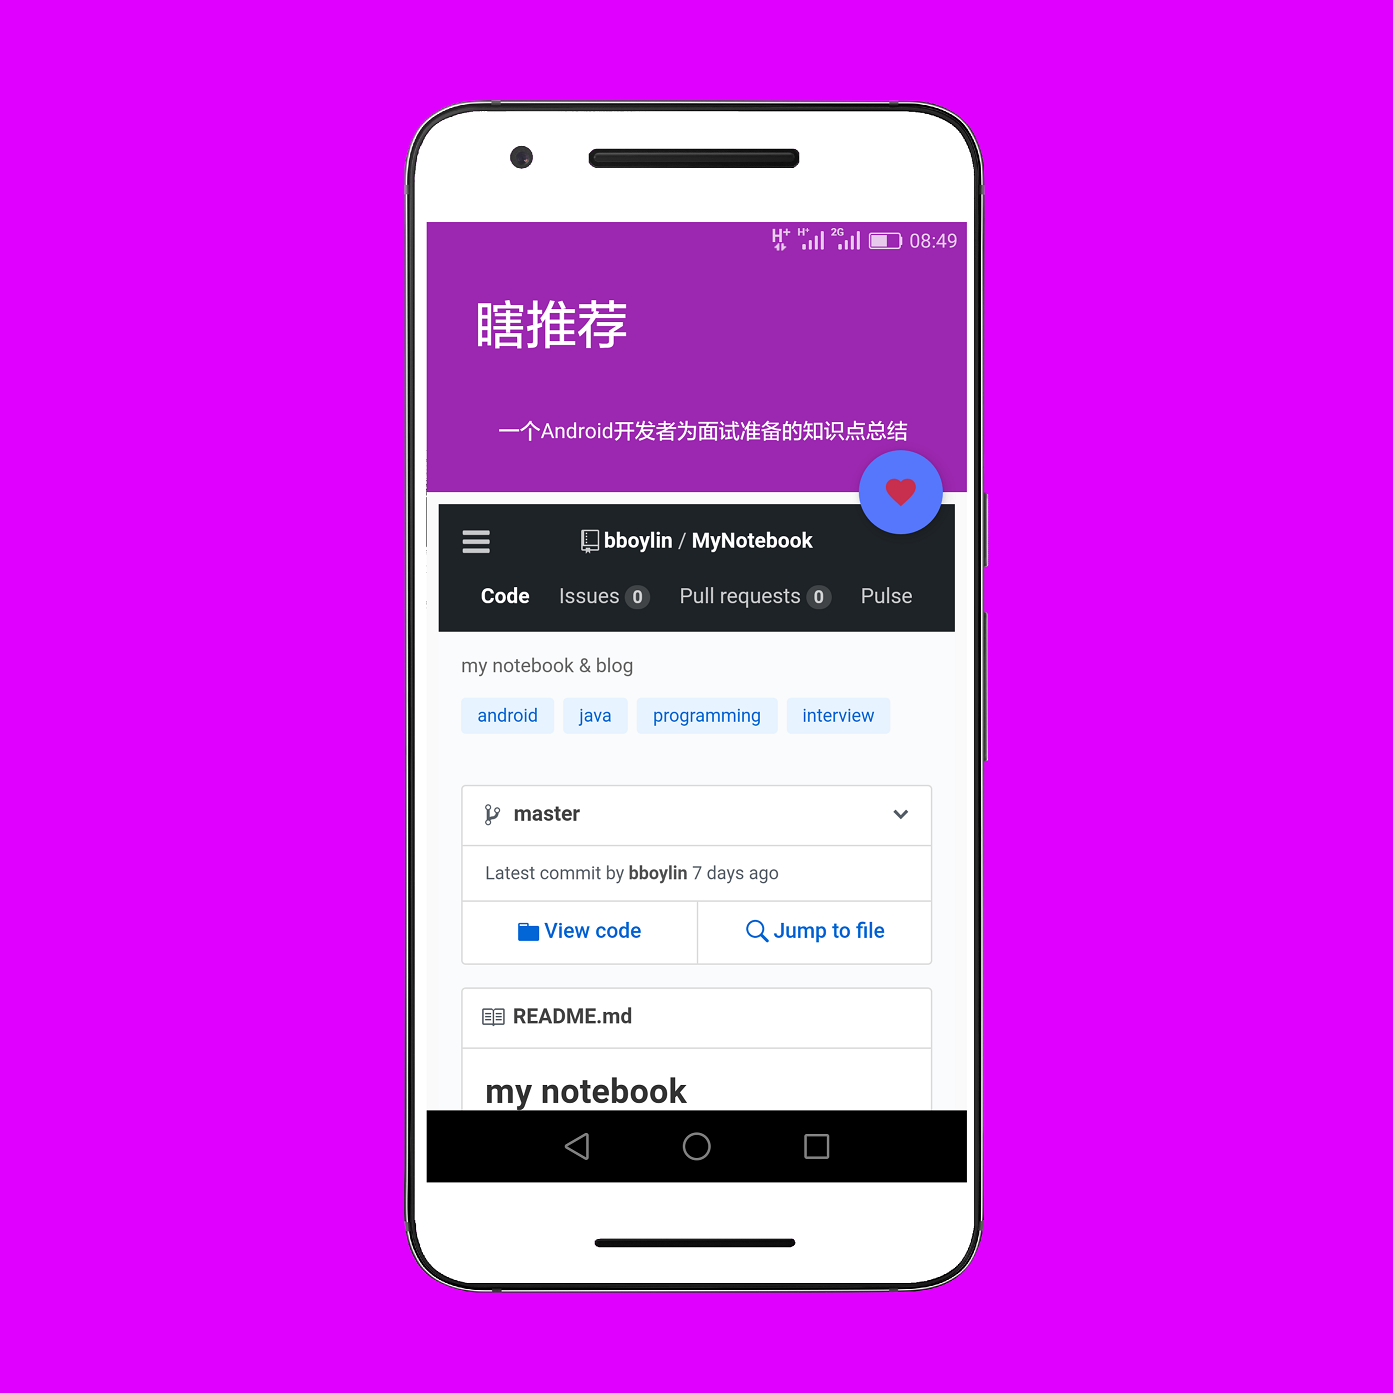 H+ H+ 2G 08:49
瞎推荐
一个Android开发者为面试准备的知识点总结
bboylin / MyNotebook
Code Issues 0 Pull requests 0 Pulse
my notebook & blog
android java programming interview
master
Latest commit by bboylin 7 days ago
View code Jump to file
README.md
my notebook